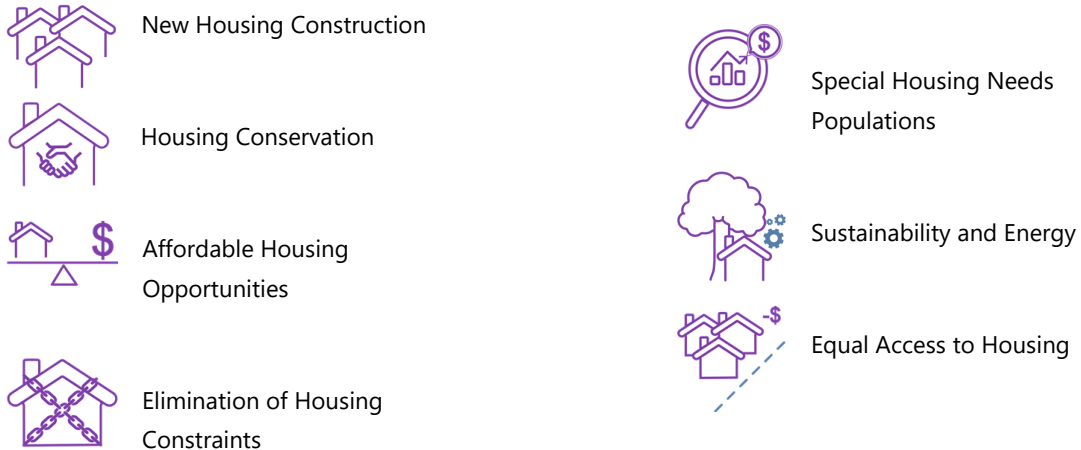 New Housing Construction
Housing Conservation
$
Affordable Housing
Opportunities
Elimination of Housing
Constraints
$
Special Housing Needs
Populations
Sustainability and Energy
-$
Equal Access to Housing